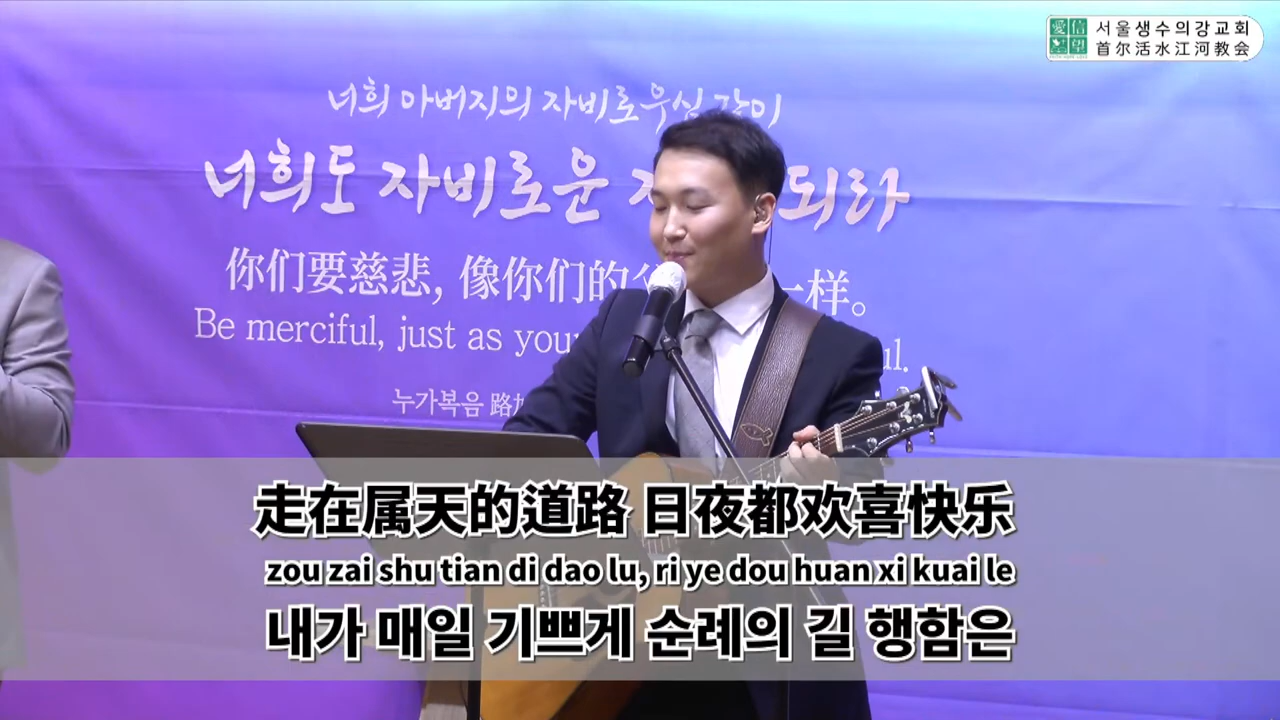 愛 信
望
서울생수의강교회
首尔活水江河教会
너희 아버지의 자비로우심 같이
너희도 자비로운 되라
你们要慈悲, 像你们的 一样。
Be merciful, just as your
누가복음 路
走在属天的道路 日夜都欢喜快乐
zou zai shu tian di dao lu, ri ye dou huan xi kuai le
내가 매일 기쁘게 순례의 길 행함은